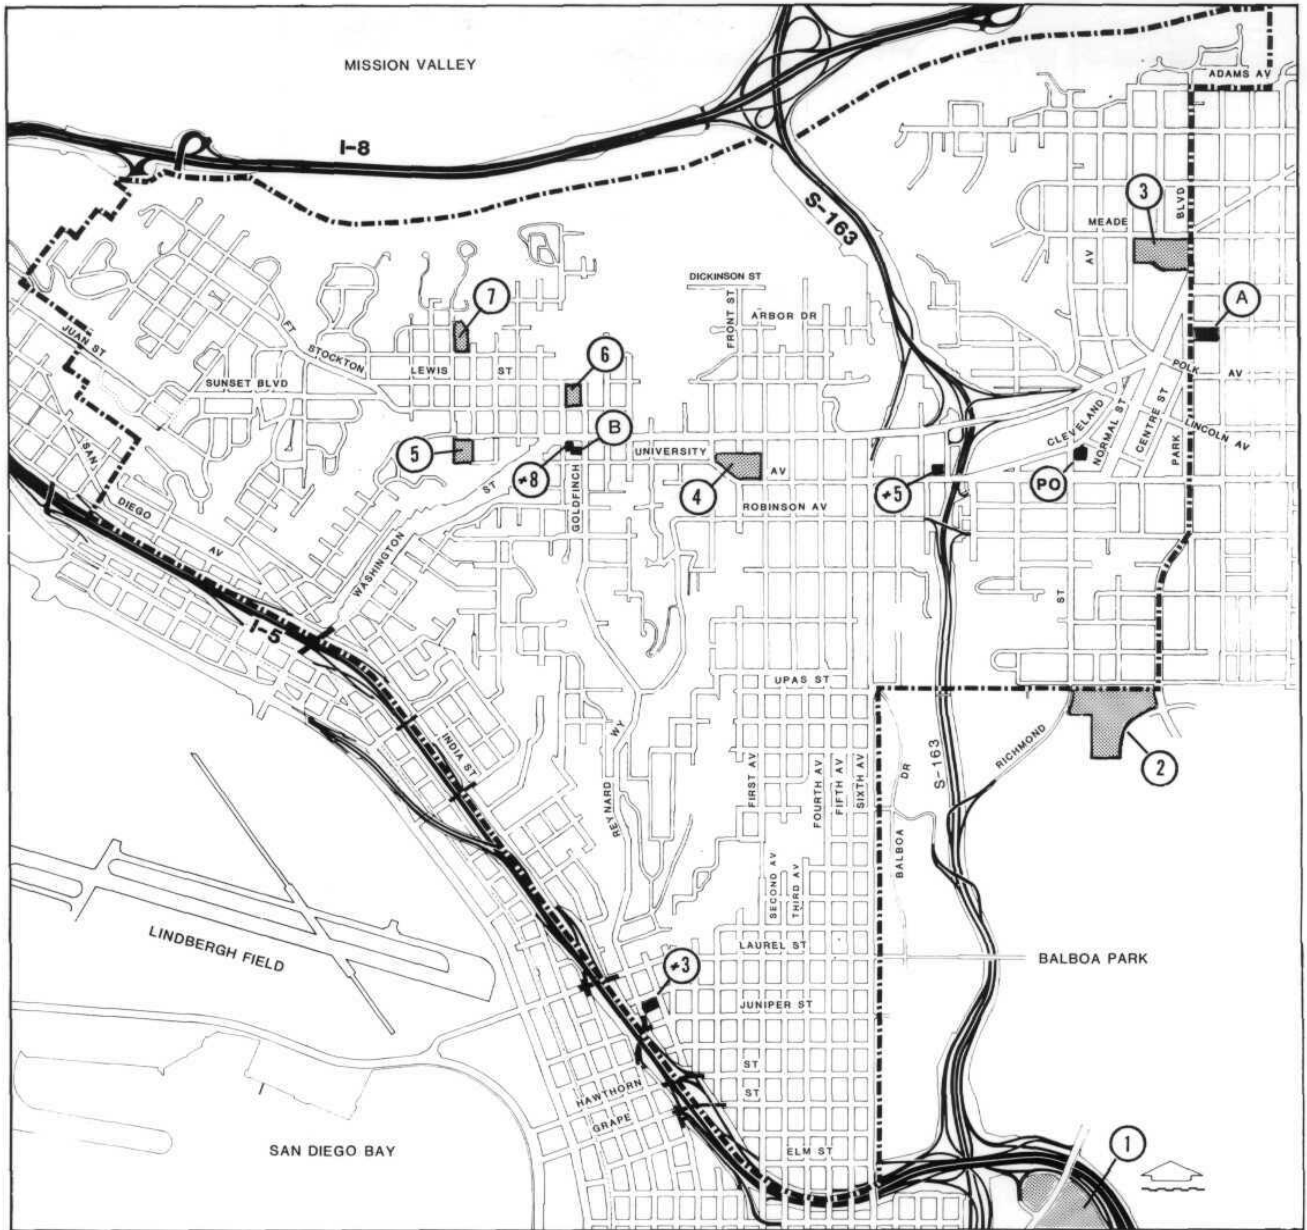 MISSION VALLEY
ADAMS AV
I-8
S-163
3
BLVD
MEADE
AV
DICKINSON ST
7
A
FRONT ST
ARBOR DR
JUAN ST
FT
STOCKTON
6
LEWIS ST
POLK AV
SUNSET BLVD
CLEVELAND
NORMAL ST
CENTRE ST
PARK
LINCOLN AV
B
5
UNIVERSITY AV
SAN DIEGO AV
*8
ST
GOLDFINCH
4
*5
PO
ROBINSON AV
WASHINGTON
ST
I-5
UPAS ST
INDIA ST
REYNARD WY
FIRST AV
FOURTH AV
FIFTH AV
SIXTH AV
DR
S-163
RICHMOND
2
BALBOA
SECOND AV
THIRD AV
LINDBERGH FIELD
LAUREL ST
BALBOA PARK
*3
JUNIPER ST
ST
HAWTHORN
ST
GRAPE
SAN DIEGO BAY
ELM ST
1